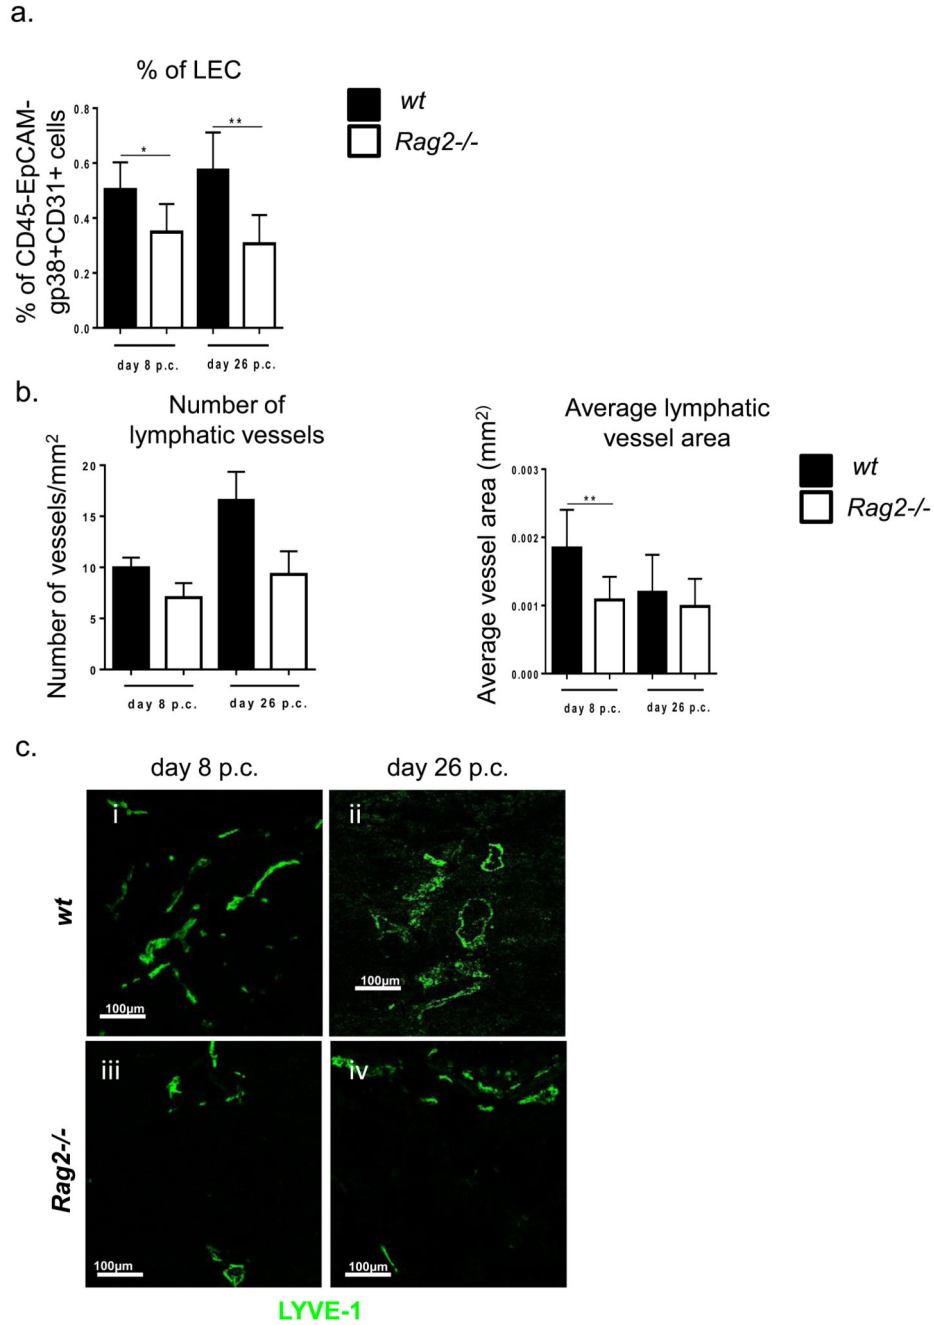 a.
% of LEC
% of CD45-EpCAM-
gp38+CD31+ cells
0.8
0.6
0.4
0.2
0.0
*
**
day 8 p.c.
day 26 p.c.
wt
Rag2-/-
b.
Number of
lymphatic vessels
Number of vessels/mm2
20
15
10
5
0
day 8 p.c.
day 26 p.c.
Average lymphatic
vessel area
Average vessel area (mm2)
0.003
0.002
0.001
0.000
**
day 8 p.c.
day 26 p.c.
wt
Rag2-/-
c.
day 8 p.c.
day 26 p.c.
wt
i
100µm
ii
100µm
Rag2-/-
iii
100µm
iv
100µm
LYVE-1